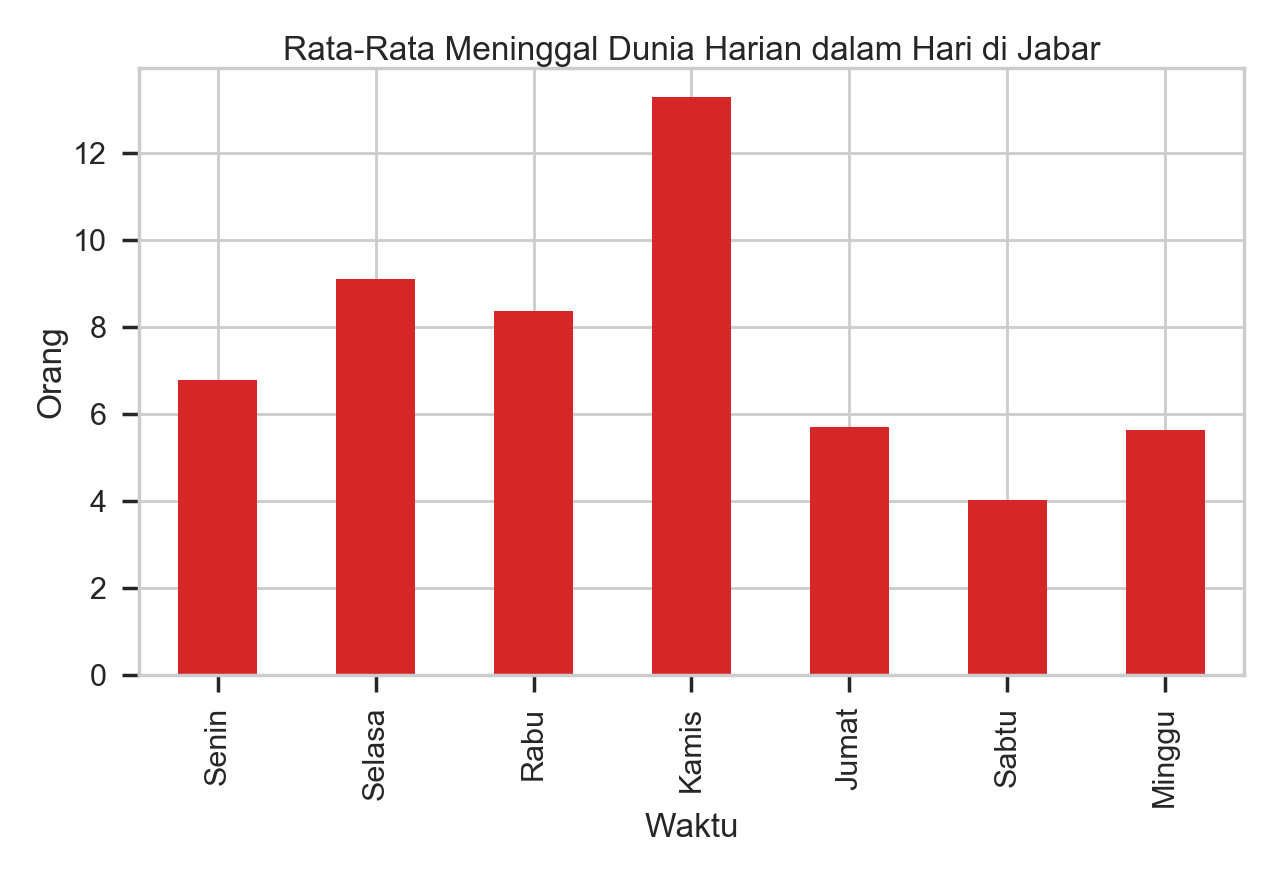 Rata-Rata Meninggal Dunia Harian dalam Hari di Jabar
12
10
8
6
4
2
0
Orang
Senin
Selasa
Rabu
Kamis
Jumat
Sabtu
Minggu
Waktu